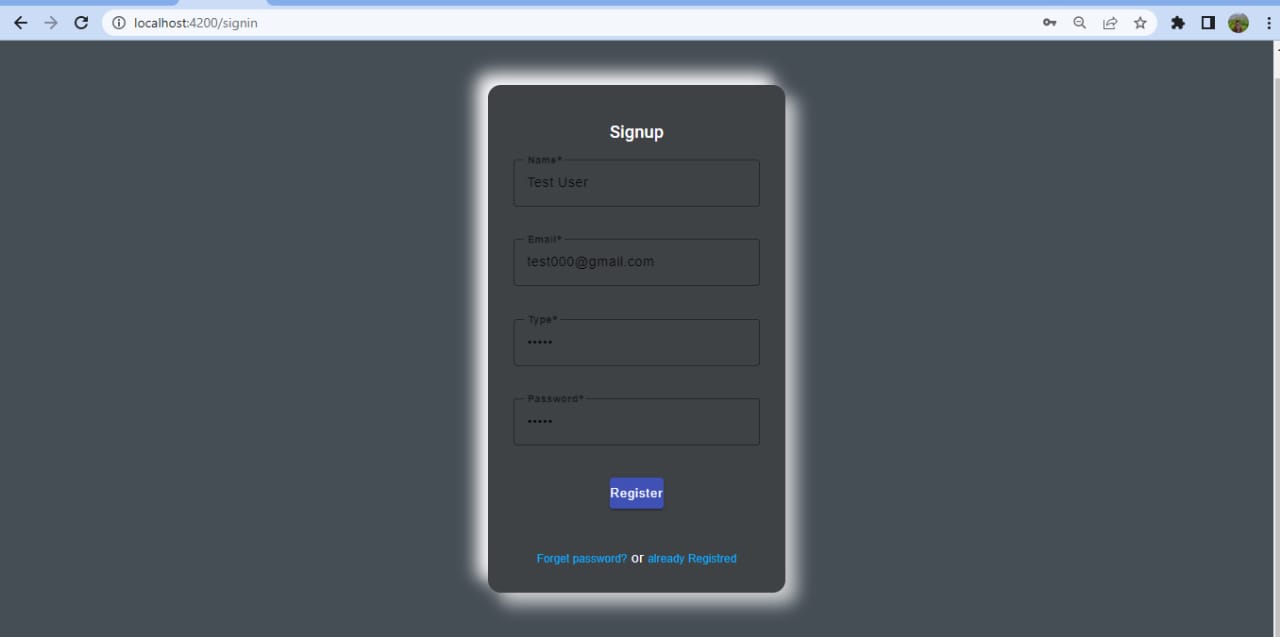 localhost:4200/signin
Signup
Name*
Test User
Email*
test000@gmail.com
Type*
•••••
Password*
•••••
Register
Forget password? or already Registred